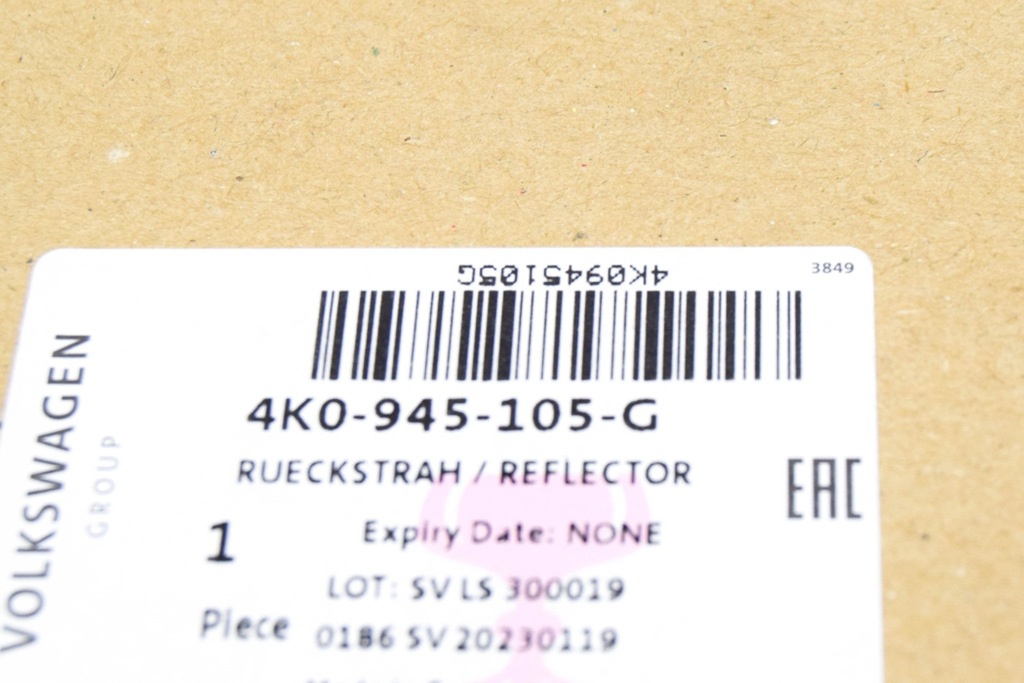 3849
4K0945105G
4K0-945-105-G
RUECKSTRAH / REFLECTOR
EAC
1
Expiry Date: NONE
LOT: SV LS 300019
Piece
0186 SV 20230119
VOLKSWAGEN
GROUP